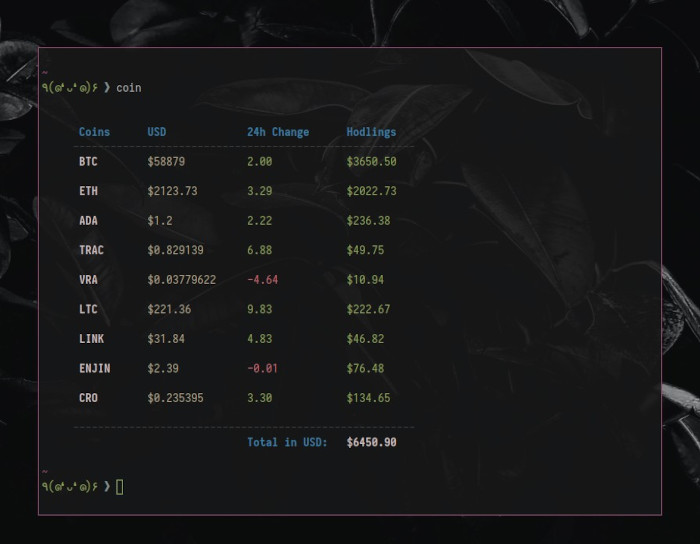 ~
٩(๑❛ᴗ❛๑)۶ ❯ coin
Coins USD 24h Change Hodlings
BTC $58879 2.00 $3650.50
ETH $2123.73 3.29 $2022.73
ADA $1.2 2.22 $236.38
TRAC $0.829139 6.88 $49.75
VRA $0.03779622 -4.64 $10.94
LTC $221.36 9.83 $222.67
LINK $31.84 4.83 $46.82
ENJIN $2.39 -0.01 $76.48
CRO $0.235395 3.30 $134.65
Total in USD: $6450.90
~
٩(๑❛ᴗ❛๑)۶ ❯